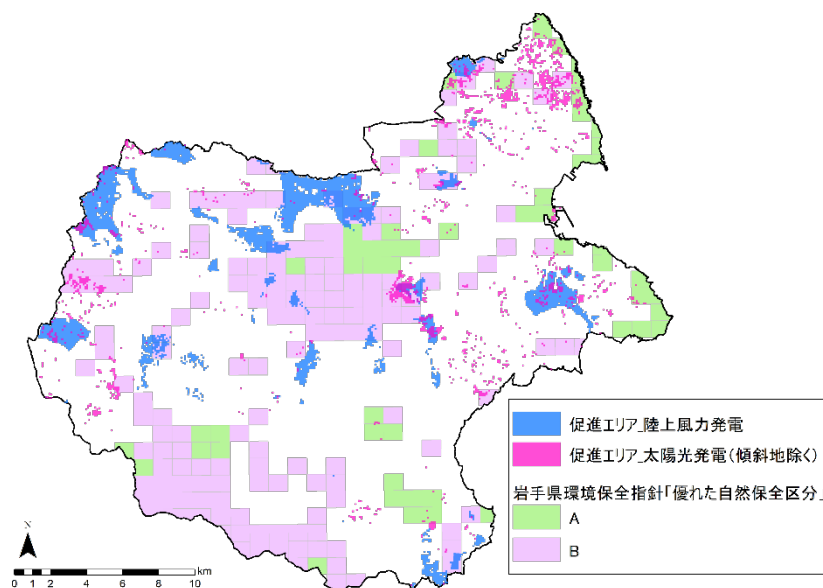 促進エリア_陸上風力発電
促進エリア_太陽光発電(傾斜地除く)
岩手県環境保全指針「優れた自然保全区分」
A
B
N
km
0 1 2 4 6 8 10